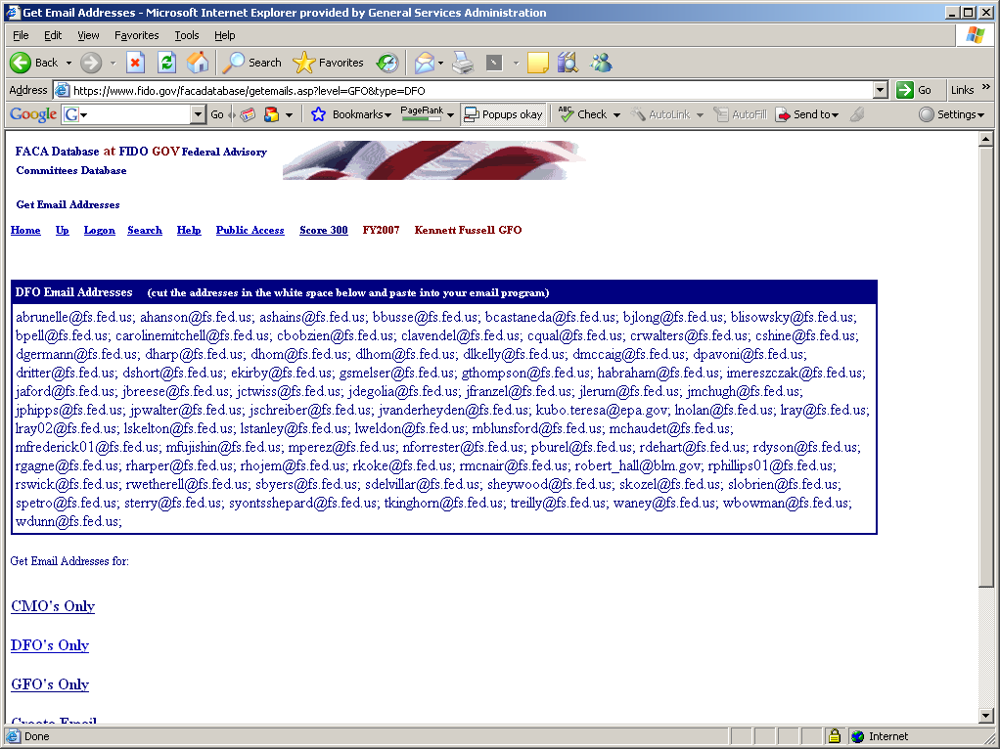 Get Email Addresses - Microsoft Internet Explorer provided by General Services Administration
File Edit View Favorites Tools Help
Back Search Favorites
Address https://www.fido.gov/facadatabase/getemails.asp?level=GFO&type=DFO Go Links »
Google G Go Bookmarks PageRank Popups okay ABC Check AutoLink AutoFill Send to Settings
FACA Database at FIDO GOV Federal Advisory
Committees Database
Get Email Addresses
Home Up Logon Search Help Public Access Score 300 FY2007 Kennett Fussell GFO
DFO Email Addresses (cut the addresses in the white space below and paste into your email program)
abrunelle@fs.fed.us; ahanson@fs.fed.us; ashains@fs.fed.us; bbusse@fs.fed.us; bcastaneda@fs.fed.us; bjlong@fs.fed.us; blisowsky@fs.fed.us;
bpell@fs.fed.us; carolinemitchell@fs.fed.us; cbobzien@fs.fed.us; clavendel@fs.fed.us; cqual@fs.fed.us; crwalters@fs.fed.us; cshine@fs.fed.us;
dgermann@fs.fed.us; dharp@fs.fed.us; dhom@fs.fed.us; dlhom@fs.fed.us; dlkelly@fs.fed.us; dmccaig@fs.fed.us; dpavoni@fs.fed.us;
dritter@fs.fed.us; dshort@fs.fed.us; ekirby@fs.fed.us; gsmelser@fs.fed.us; gthompson@fs.fed.us; habraham@fs.fed.us; imereszczak@fs.fed.us;
jaford@fs.fed.us; jbreese@fs.fed.us; jctwiss@fs.fed.us; jdegolia@fs.fed.us; jfranzel@fs.fed.us; jlerum@fs.fed.us; jmchugh@fs.fed.us;
jphipps@fs.fed.us; jpwalter@fs.fed.us; jschreiber@fs.fed.us; jvanderheyden@fs.fed.us; kubo.teresa@epa.gov; lnolan@fs.fed.us; lray@fs.fed.us;
lray02@fs.fed.us; lskelton@fs.fed.us; lstanley@fs.fed.us; lweldon@fs.fed.us; mblunsford@fs.fed.us; mchaudet@fs.fed.us;
mfrederick01@fs.fed.us; mfujishin@fs.fed.us; mperez@fs.fed.us; nforrester@fs.fed.us; pburel@fs.fed.us; rdehart@fs.fed.us; rdyson@fs.fed.us;
rgagne@fs.fed.us; rharper@fs.fed.us; rhojem@fs.fed.us; rkoke@fs.fed.us; rmcnair@fs.fed.us; robert_hall@blm.gov; rphillips01@fs.fed.us;
rswick@fs.fed.us; rwetherell@fs.fed.us; sbyers@fs.fed.us; sdelvillar@fs.fed.us; sheywood@fs.fed.us; skozel@fs.fed.us; slobrien@fs.fed.us;
spetro@fs.fed.us; sterry@fs.fed.us; syontsshepard@fs.fed.us; tkinghorn@fs.fed.us; treilly@fs.fed.us; waney@fs.fed.us; wbowman@fs.fed.us;
wdunn@fs.fed.us;
Get Email Addresses for:
CMO's Only
DFO's Only
GFO's Only
Create Email
Done Internet